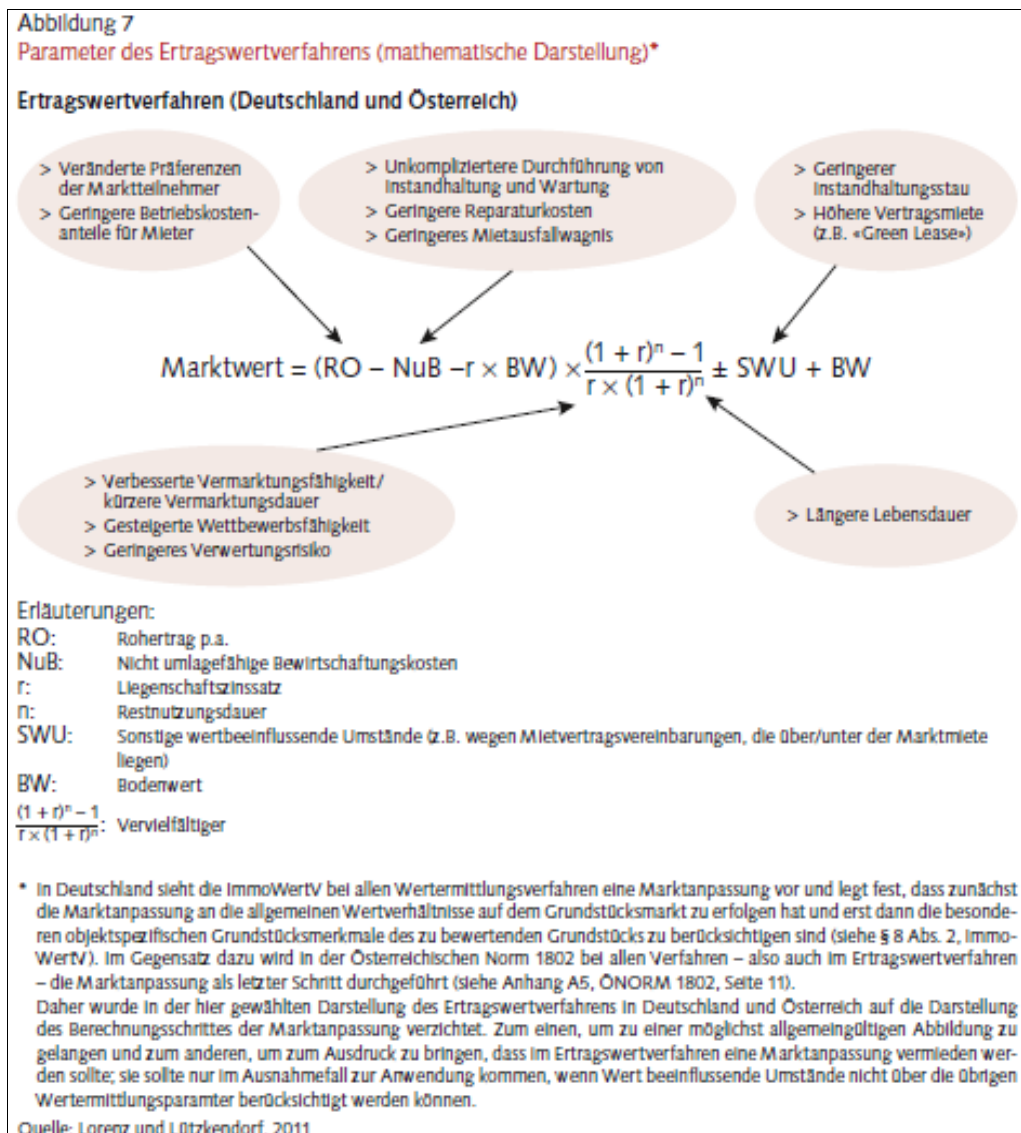 Abbildung 7
Parameter des Ertragswertverfahrens (mathematische Darstellung)*
Ertragswertverfahren (Deutschland und Österreich)
> Veränderte Präferenzen
der Marktteilnehmer
> Geringere Betriebskosten-
anteile für Mieter
> Unkompliziertere Durchführung von
Instandhaltung und Wartung
> Geringere Reparaturkosten
> Geringeres Mietausfallwagnis
> Geringerer
Instandhaltungsstau
> Höhere Vertragsmiete
(z.B. «Green Lease»)
Marktwert = (RO – NuB –r × BW) × (1 + r)ⁿ – 1 / r × (1 + r)ⁿ ± SWU + BW
> Verbesserte Vermarktungsfähigkeit/
kürzere Vermarktungsdauer
> Gesteigerte Wettbewerbsfähigkeit
> Geringeres Verwertungsrisiko
> Längere Lebensdauer
Erläuterungen:
RO: Rohertrag p.a.
NuB: Nicht umlagefähige Bewirtschaftungskosten
r: Liegenschaftszinssatz
n: Restnutzungsdauer
SWU: Sonstige wertbeeinflussende Umstände (z.B. wegen Mietvertragsvereinbarungen, die über/unter der Marktmiete
liegen)
BW: Bodenwert
(1 + r)ⁿ – 1 / r × (1 + r)ⁿ: Vervielfältiger
* In Deutschland sieht die ImmoWertV bei allen Wertermittlungsverfahren eine Marktanpassung vor und legt fest, dass zunächst
die Marktanpassung an die allgemeinen Wertverhältnisse auf dem Grundstücksmarkt zu erfolgen hat und erst dann die besonde-
ren objektspezifischen Grundstücksmerkmale des zu bewertenden Grundstücks zu berücksichtigen sind (siehe § 8 Abs. 2, Immo-
WertV). Im Gegensatz dazu wird in der Österreichischen Norm 1802 bei allen Verfahren – also auch im Ertragswertverfahren
– die Marktanpassung als letzter Schritt durchgeführt (siehe Anhang A5, ÖNORM 1802, Seite 11).
Daher wurde in der hier gewählten Darstellung des Ertragswertverfahrens in Deutschland und Österreich auf die Darstellung
des Berechnungsschrittes der Marktanpassung verzichtet. Zum einen, um zu einer möglichst allgemeingültigen Abbildung zu
gelangen und zum anderen, um zum Ausdruck zu bringen, dass im Ertragswertverfahren eine Marktanpassung vermieden wer-
den sollte; sie sollte nur im Ausnahmefall zur Anwendung kommen, wenn Wert beeinflussende Umstände nicht über die übrigen
Wertermittlungsparamter berücksichtigt werden können.
Quelle: Lorenz und Lützkendorf, 2011